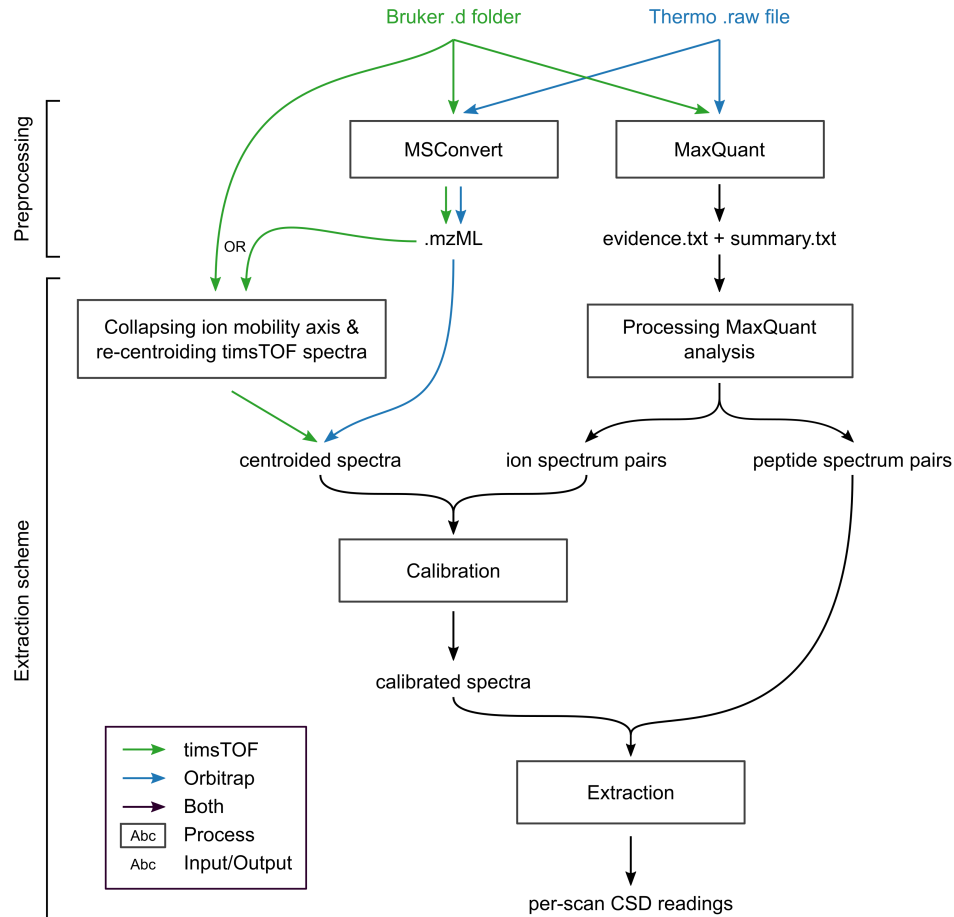 Bruker .d folder
Thermo .raw file
Preprocessing
MSConvert
MaxQuant
OR
.mzML
evidence.txt + summary.txt
Collapsing ion mobility axis &
re-centroiding timsTOF spectra
Processing MaxQuant
analysis
centroided spectra
ion spectrum pairs
peptide spectrum pairs
Extraction scheme
Calibration
calibrated spectra
Extraction
per-scan CSD readings
timsTOF
Orbitrap
Both
Abc Process
Abc Input/Output